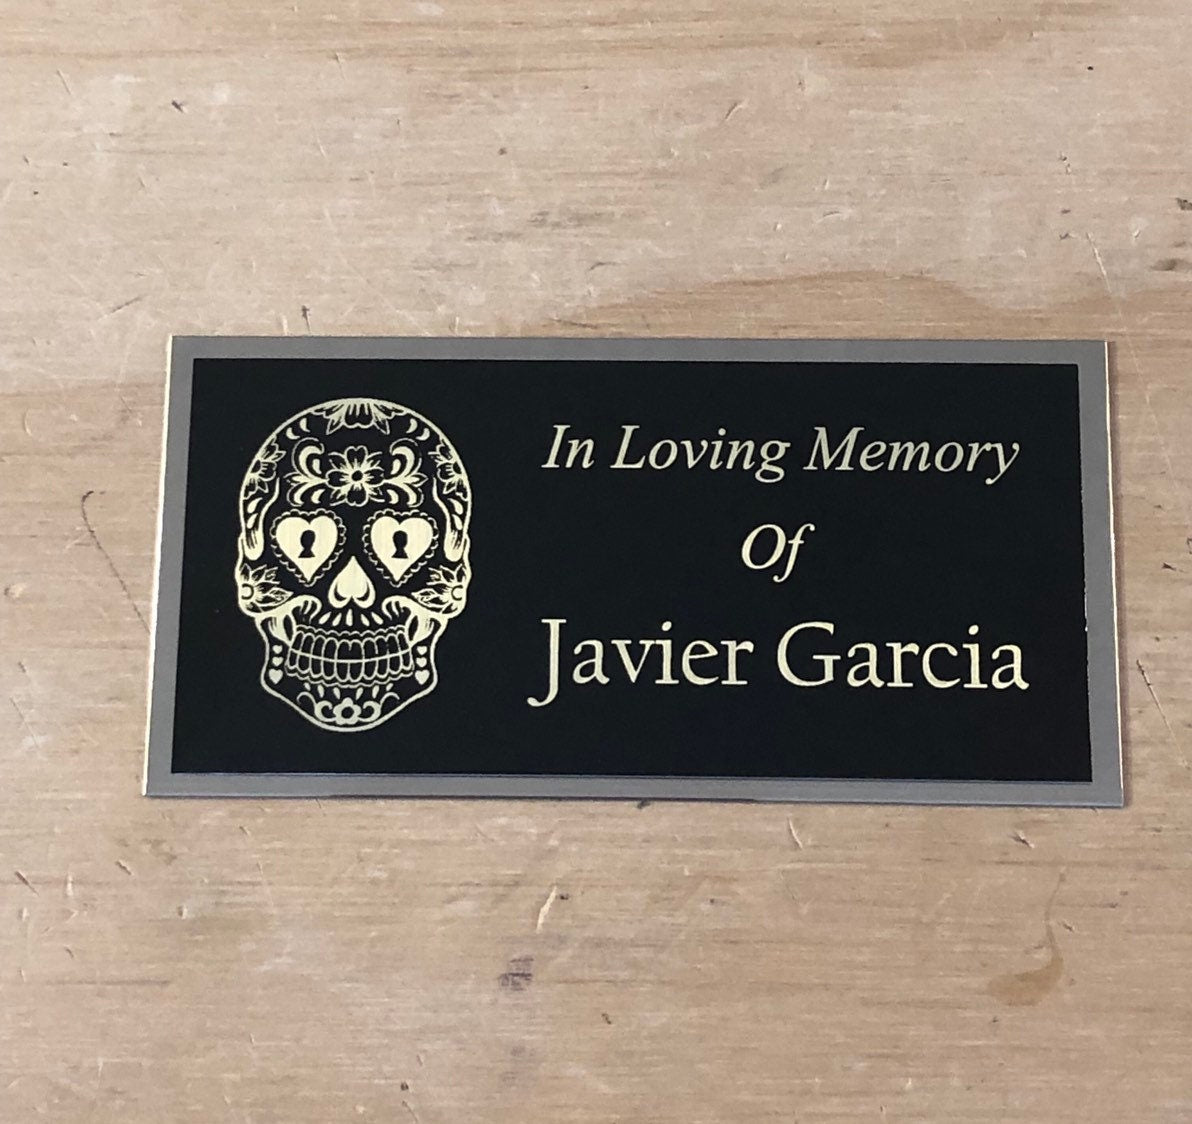 In Loving Memory
Of
Javier Garcia